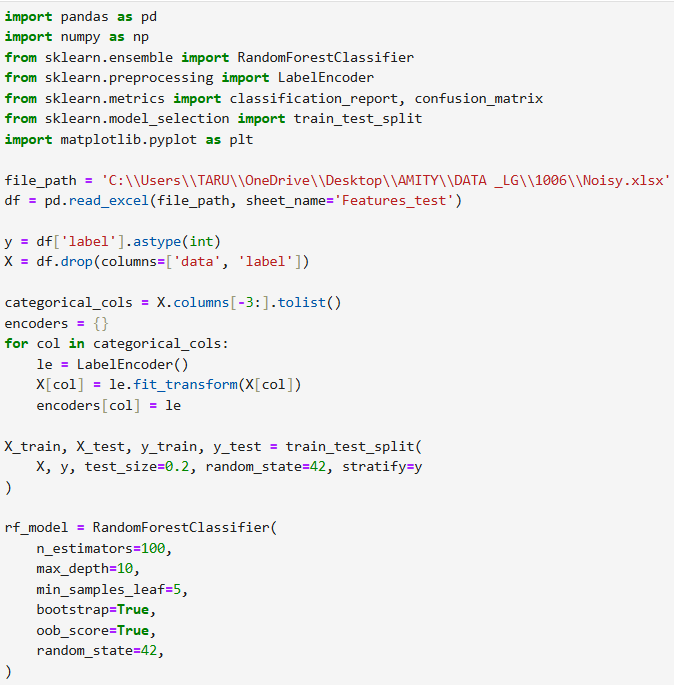 import pandas as pd
import numpy as np
from sklearn.ensemble import RandomForestClassifier
from sklearn.preprocessing import LabelEncoder
from sklearn.metrics import classification_report, confusion_matrix
from sklearn.model_selection import train_test_split
import matplotlib.pyplot as plt

file_path = 'C:\\Users\\TARU\\OneDrive\\Desktop\\AMITY\\DATA _LG\\1006\\Noisy.xlsx'
df = pd.read_excel(file_path, sheet_name='Features_test')

y = df['label'].astype(int)
X = df.drop(columns=['data', 'label'])

categorical_cols = X.columns[-3:].tolist()
encoders = {}
for col in categorical_cols:
    le = LabelEncoder()
    X[col] = le.fit_transform(X[col])
    encoders[col] = le

X_train, X_test, y_train, y_test = train_test_split(
    X, y, test_size=0.2, random_state=42, stratify=y
)

rf_model = RandomForestClassifier(
    n_estimators=100,
    max_depth=10,
    min_samples_leaf=5,
    bootstrap=True,
    oob_score=True,
    random_state=42,
)